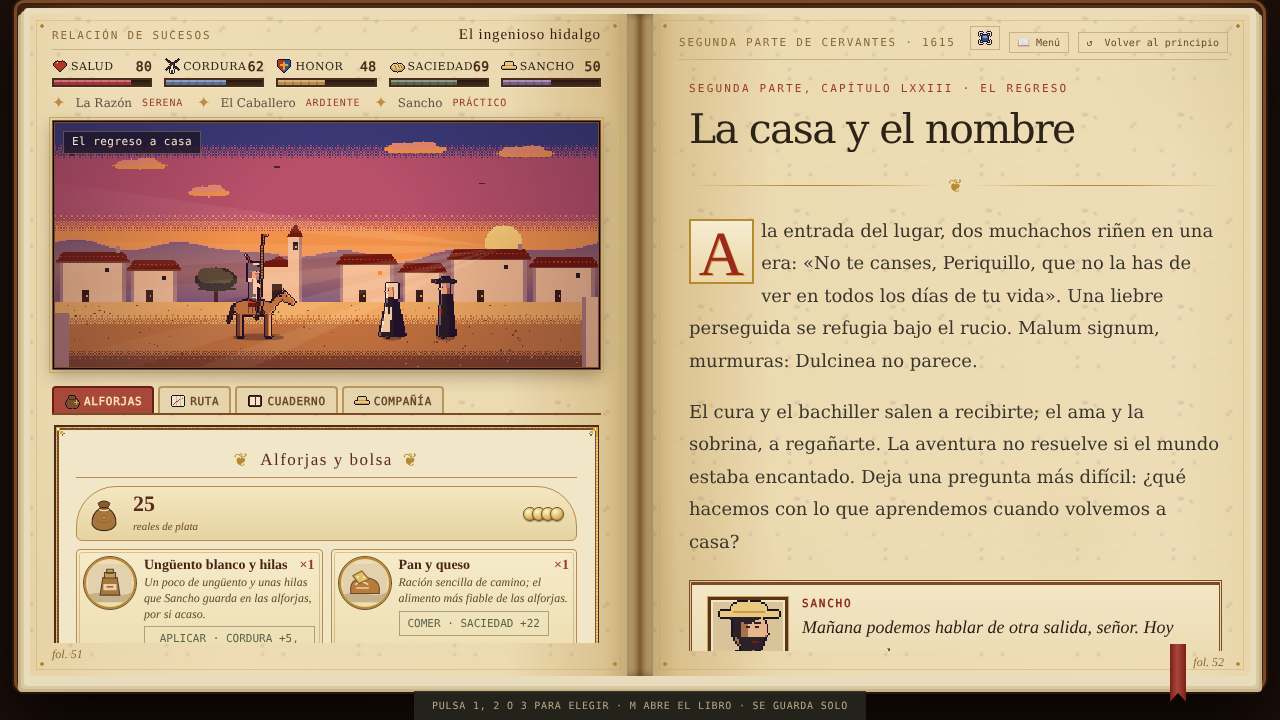 RELACIÓN DE SUCESOS
El ingenioso hidalgo
SALUD 80
CORDURA 62
HONOR 48
SACIEDAD 69
SANCHO 50
La Razón SERENA
El Caballero ARDIENTE
Sancho PRÁCTICO
El regreso a casa
ALFORJAS
RUTA
CUADERNO
COMPAÑÍA
Alforjas y bolsa
25
reales de plata
Ungüento blanco y hilas ×1
Un poco de ungüento y unas hilas
que Sancho guarda en las alforjas,
por si acaso.
APLICAR · CORDURA +5,
Pan y queso ×1
Ración sencilla de camino; el
alimento más fiable de las alforjas.
COMER · SACIEDAD +22
fol. 51
SEGUNDA PARTE DE CERVANTES · 1615
Menú
↺ Volver al principio
SEGUNDA PARTE, CAPÍTULO LXXIII · EL REGRESO
La casa y el nombre
A la entrada del lugar, dos muchachos riñen en una
era: «No te canses, Periquillo, que no la has de
ver en todos los días de tu vida». Una liebre
perseguida se refugia bajo el rucio. Malum signum,
murmuras: Dulcinea no parece.
El cura y el bachiller salen a recibirte; el ama y la
sobrina, a regañarte. La aventura no resuelve si el mundo
estaba encantado. Deja una pregunta más difícil: ¿qué
hacemos con lo que aprendemos cuando volvemos a
casa?
SANCHO
Mañana podemos hablar de otra salida, señor. Hoy
fol. 52
PULSA 1, 2 O 3 PARA ELEGIR · M ABRE EL LIBRO · SE GUARDA SOLO